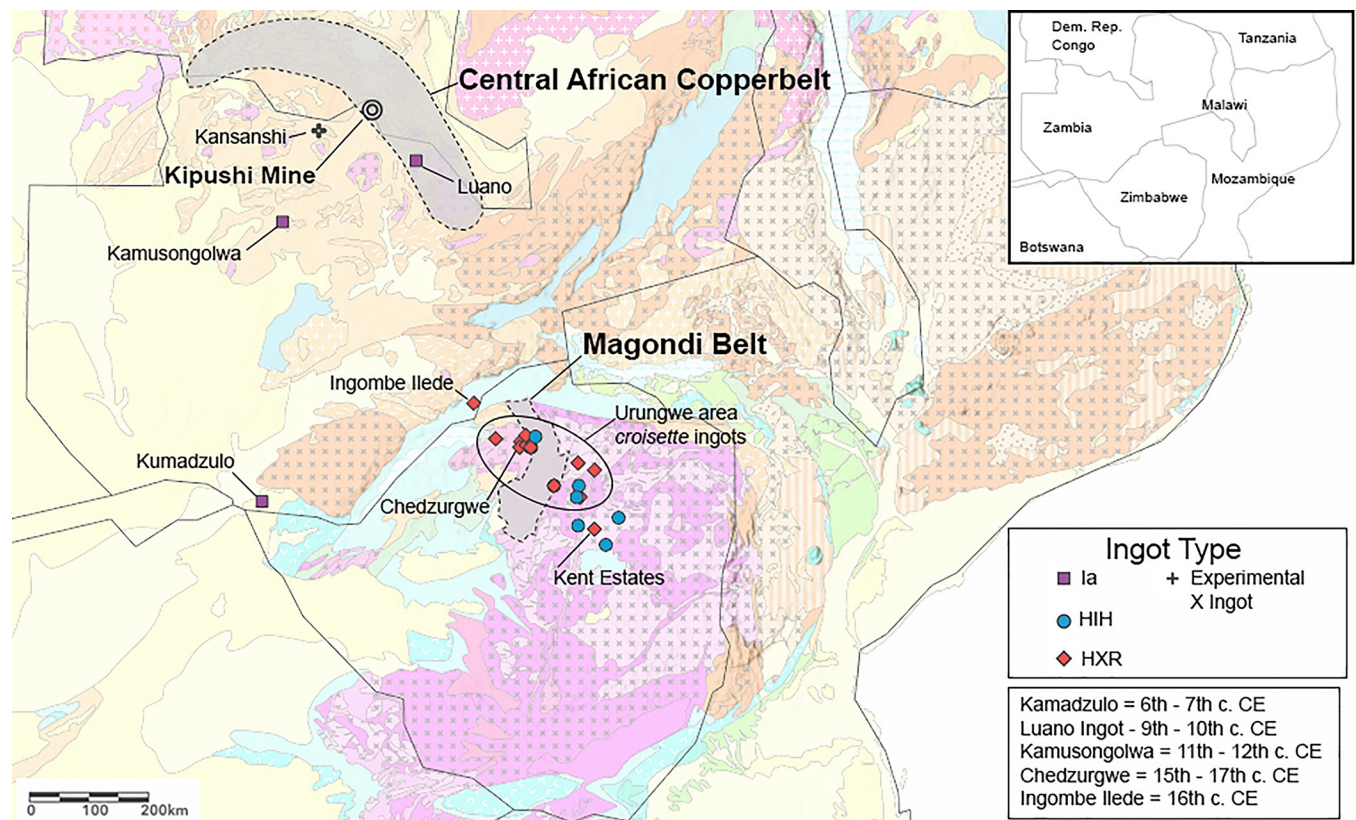 Central African Copperbelt
Kansanshi
Kipushi Mine
Luano
Kamusongolwa
Magondi Belt
Ingombe Ilede
Urungwe area
croisette ingots
Kumadzulo
Chedzurgwe
Kent Estates
0 100 200km
Dem. Rep.
Congo
Tanzania
Malawi
Zambia
Mozambique
Zimbabwe
Botswana
Ingot Type
Ia
Experimental
X Ingot
HIH
HXR
Kamadzulo = 6th - 7th c. CE
Luano Ingot - 9th - 10th c. CE
Kamusongolwa = 11th - 12th c. CE
Chedzurgwe = 15th - 17th c. CE
Ingombe Ilede = 16th c. CE